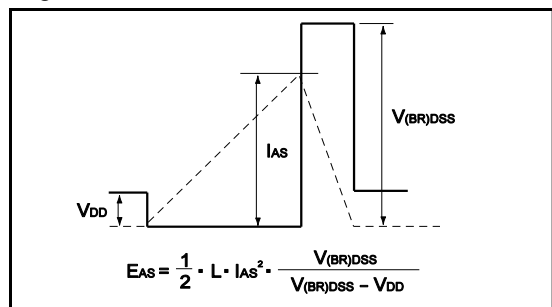 V(BR)DSS
IAS
VDD
EAS = 1/2 · L · IAS² · V(BR)DSS / (V(BR)DSS – VDD)